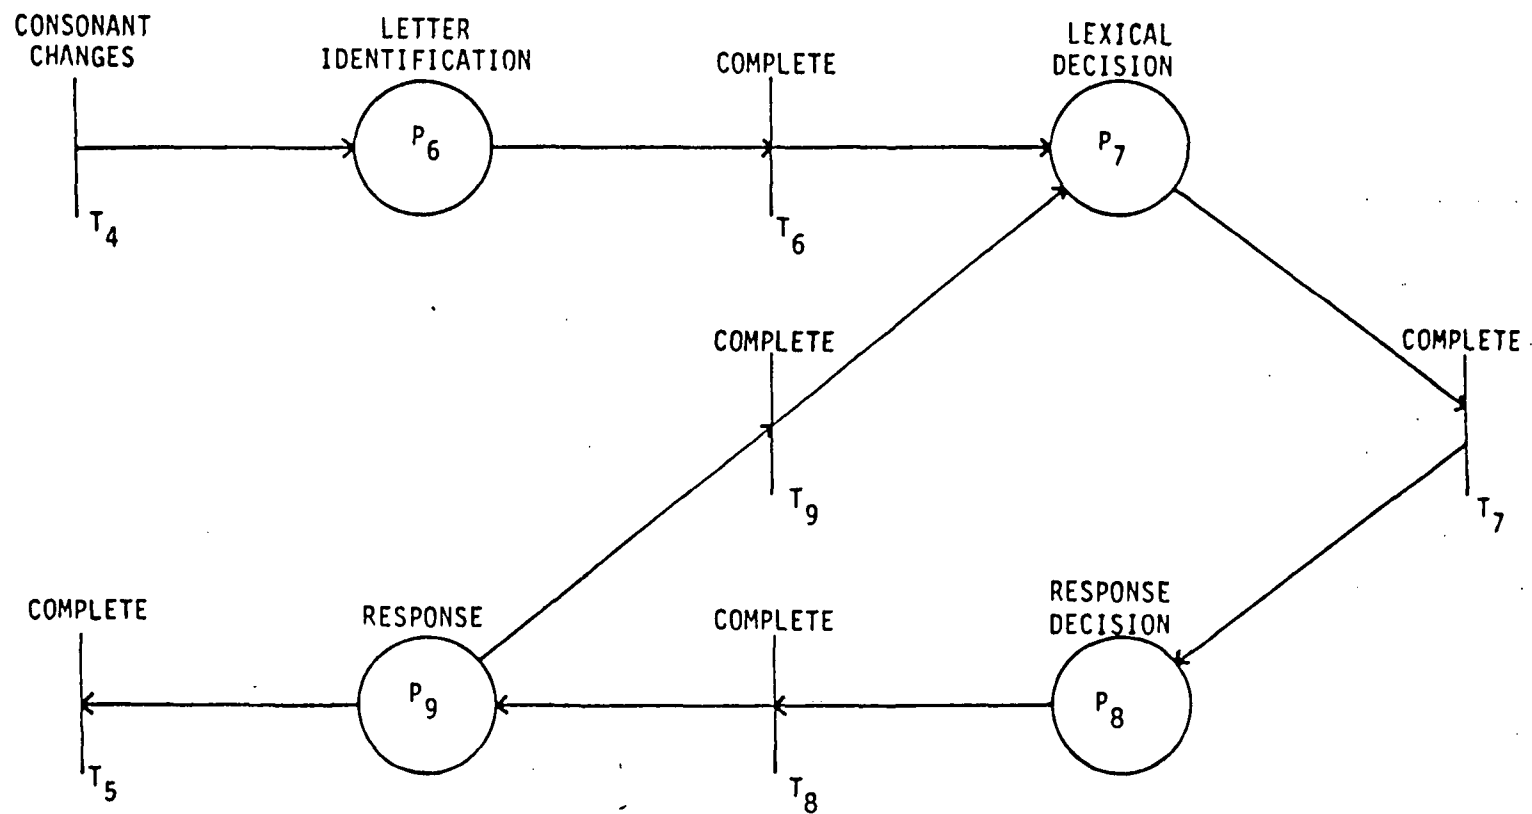 CONSONANT
CHANGES
LETTER
IDENTIFICATION
COMPLETE
LEXICAL
DECISION
P6
P7
T4
T6
COMPLETE
COMPLETE
T9
T7
COMPLETE
RESPONSE
COMPLETE
RESPONSE
DECISION
P9
P8
T5
T8